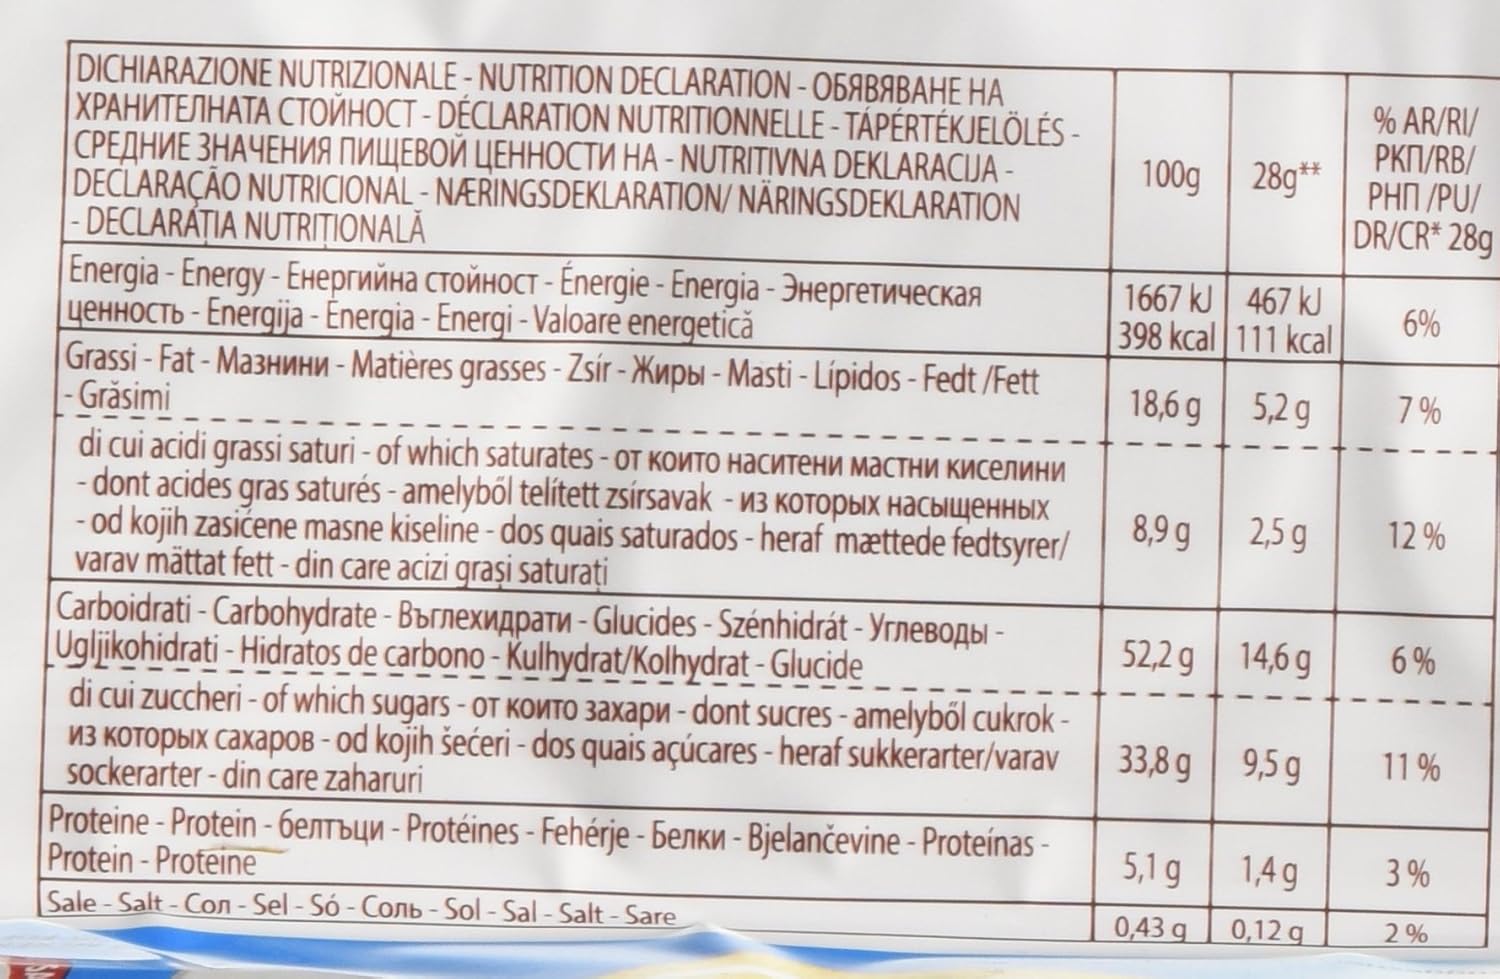 DICHIARAZIONE NUTRIZIONALE - NUTRITION DECLARATION - ОБЯВЯВАНЕ НА
ХРАНИТЕЛНАТА СТОЙНОСТ - DÉCLARATION NUTRITIONNELLE - TÁPÉRTÉKJELÖLÉS -
СРЕДНИЕ ЗНАЧЕНИЯ ПИЩЕВОЙ ЦЕННОСТИ НА - NUTRITIVNA DEKLARACIJA -
DECLARAÇÃO NUTRICIONAL - NÆRINGSDEKLARATION/ NÄRINGSDEKLARATION
- DECLARAȚIA NUTRIȚIONALĂ
100g
28g**
% AR/RI/
РКП/RB/
РНП /PU/
DR/CR* 28g
Energia - Energy - Енергийна стойност - Énergie - Energia - Энергетическая
ценность - Energija - Energia - Energi - Valoare energetică
1667 kJ
398 kcal
467 kJ
111 kcal
6%
Grassi - Fat - Мазнини - Matières grasses - Zsír - Жиры - Masti - Lípidos - Fedt /Fett
- Grăsimi
18,6 g
5,2 g
7 %
di cui acidi grassi saturi - of which saturates - от които наситени мастни киселини
- dont acides gras saturés - amelyből telített zsírsavak - из которых насыщенных
- od kojih zasićene masne kiseline - dos quais saturados - heraf mættede fedtsyrer/
varav mättat fett - din care acizi grași saturați
8,9 g
2,5 g
12 %
Carboidrati - Carbohydrate - Въглехидрати - Glucides - Szénhidrát - Углеводы -
Ugljikohidrati - Hidratos de carbono - Kulhydrat/Kolhydrat - Glucide
52,2 g
14,6 g
6 %
di cui zuccheri - of which sugars - от които захари - dont sucres - amelyből cukrok -
из которых сахаров - od kojih šećeri - dos quais açúcares - heraf sukkerarter/varav
sockerarter - din care zaharuri
33,8 g
9,5 g
11 %
Proteine - Protein - белтъци - Protéines - Fehérje - Белки - Bjelančevine - Proteínas -
Protein - Proteine
5,1 g
1,4 g
3 %
Sale - Salt - Сол - Sel - Só - Соль - Sol - Sal - Salt - Sare
0,43 g
0,12 g
2 %